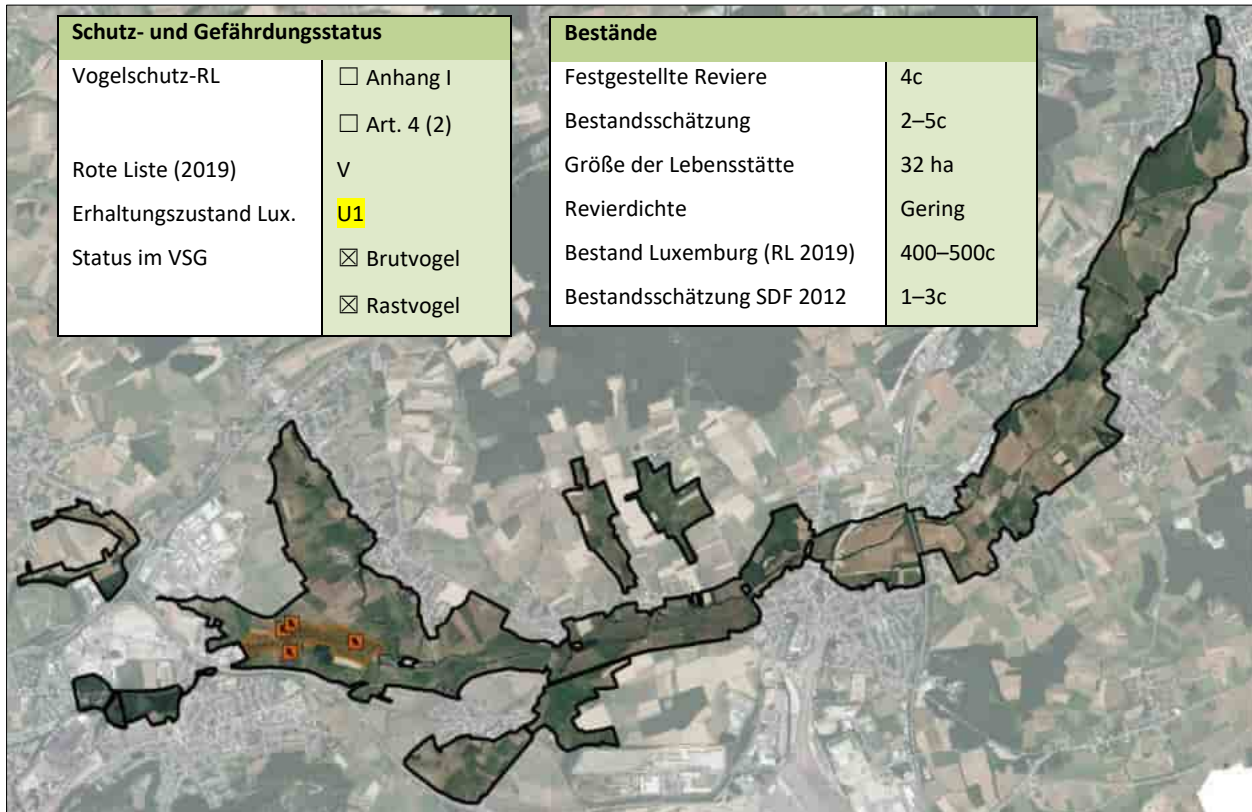 Schutz- und Gefährdungsstatus
Vogelschutz-RL ☐ Anhang I
☐ Art. 4 (2)
Rote Liste (2019) V
Erhaltungszustand Lux. U1
Status im VSG ☒ Brutvogel
☒ Rastvogel
Bestände
Festgestellte Reviere 4c
Bestandsschätzung 2–5c
Größe der Lebensstätte 32 ha
Revierdichte Gering
Bestand Luxemburg (RL 2019) 400–500c
Bestandsschätzung SDF 2012 1–3c